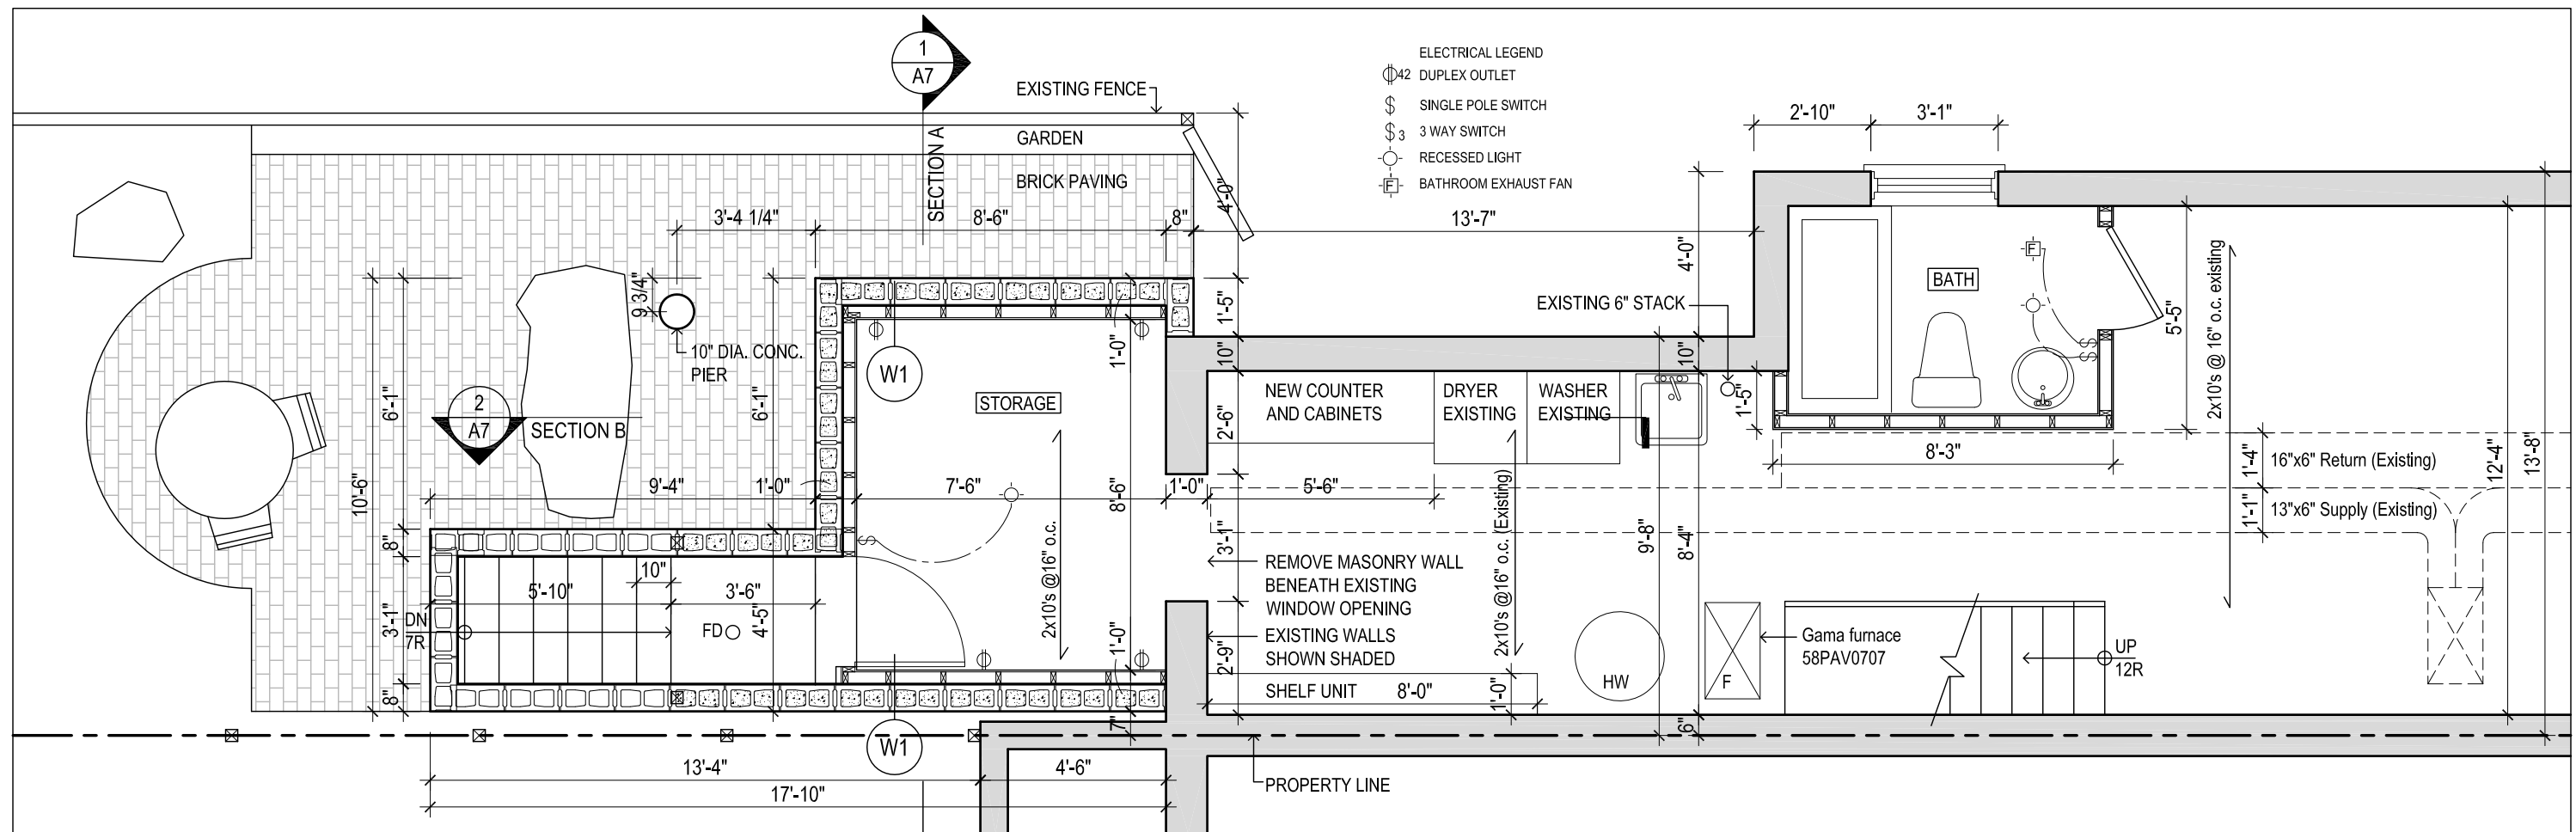 1
A7
EXISTING FENCE
GARDEN
BRICK PAVING
SECTION A
ELECTRICAL LEGEND
42 DUPLEX OUTLET
$ SINGLE POLE SWITCH
$3 3 WAY SWITCH
RECESSED LIGHT
F BATHROOM EXHAUST FAN
2'-10"
3'-1"
3'-4 1/4"
8'-6"
8"
4'-0"
13'-7"
4'-0"
9 3/4"
10" DIA. CONC.
PIER
1'-0"
1'-5"
10"
W1
STORAGE
EXISTING 6" STACK
10"
1'-5"
F
BATH
$
$
5'-5"
2x10's @ 16" o.c. existing
2
A7
SECTION B
6'-1"
6'-1"
10'-6"
NEW COUNTER
AND CABINETS
DRYER
EXISTING
WASHER
EXISTING
2'-6"
8'-3"
1'-4"
16"x6" Return (Existing)
12'-4"
13'-8"
9'-4"
1'-0"
7'-6"
8'-6"
1'-0"
5'-6"
1'-1"
13"x6" Supply (Existing)
8"
$
3'-1"
2x10's @16" o.c.
2x10's @16" o.c. (Existing)
9'-8"
8'-4"
REMOVE MASONRY WALL
BENEATH EXISTING
WINDOW OPENING
EXISTING WALLS
SHOWN SHADED
10"
5'-10"
3'-6"
DN
7R
3'-1"
FD
4'-5"
1'-0"
2'-9"
SHELF UNIT
8'-0"
1'-0"
HW
F
Gama furnace
58PAV0707
UP
12R
8"
7"
6"
W1
13'-4"
4'-6"
17'-10"
PROPERTY LINE